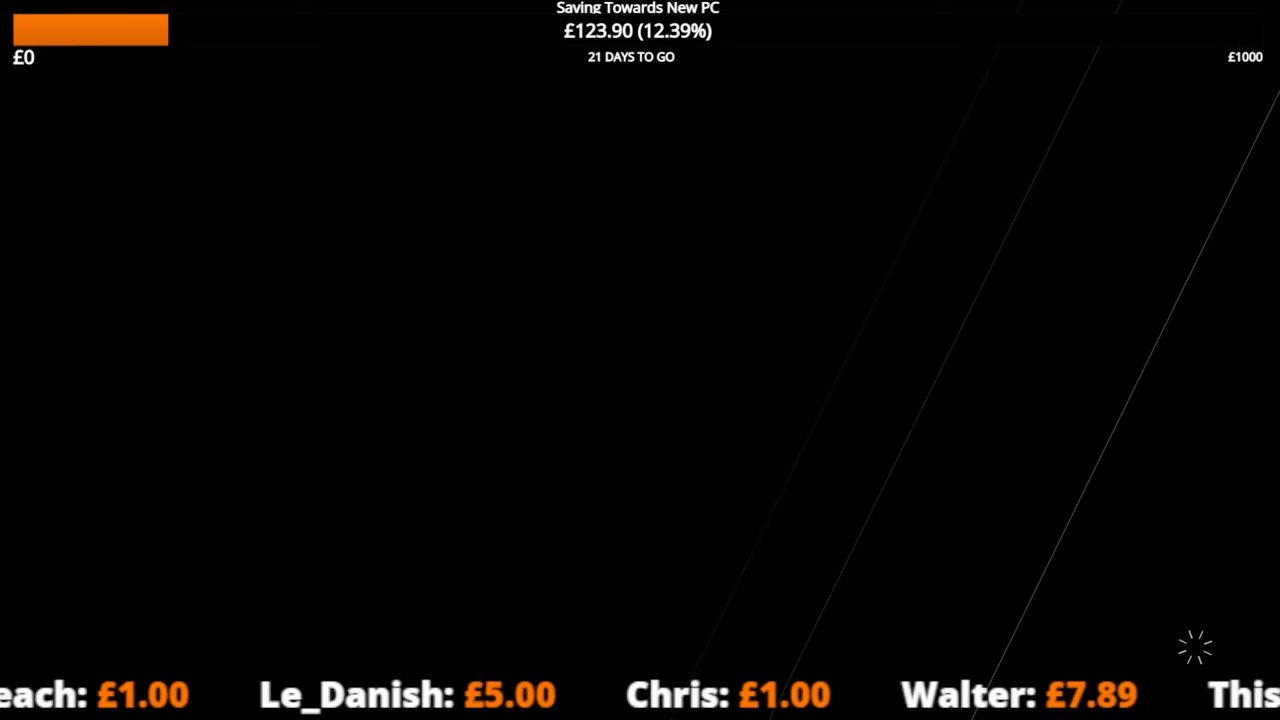 Saving Towards New PC
£123.90 (12.39%)
£0 21 DAYS TO GO £1000
each: £1.00 Le_Danish: £5.00 Chris: £1.00 Walter: £7.89 This